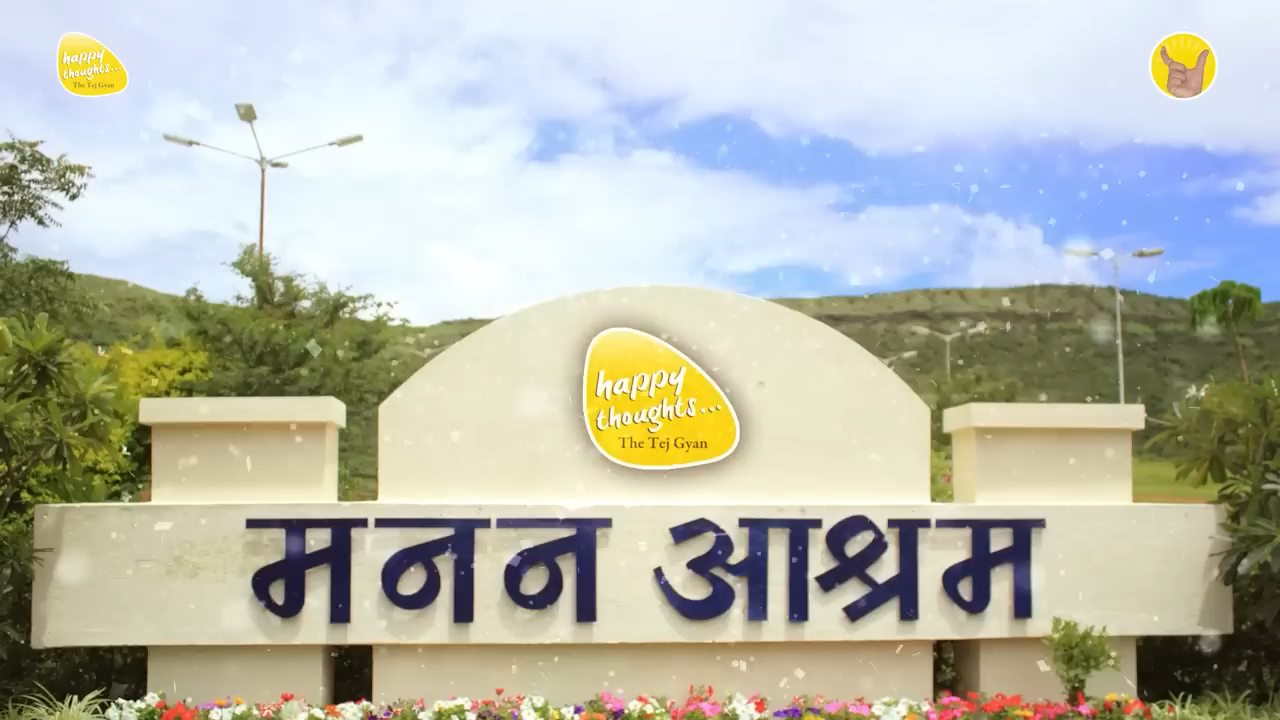 happy
thoughts...
The Tej Gyan
happy
thoughts...
The Tej Gyan
मनन आश्रम